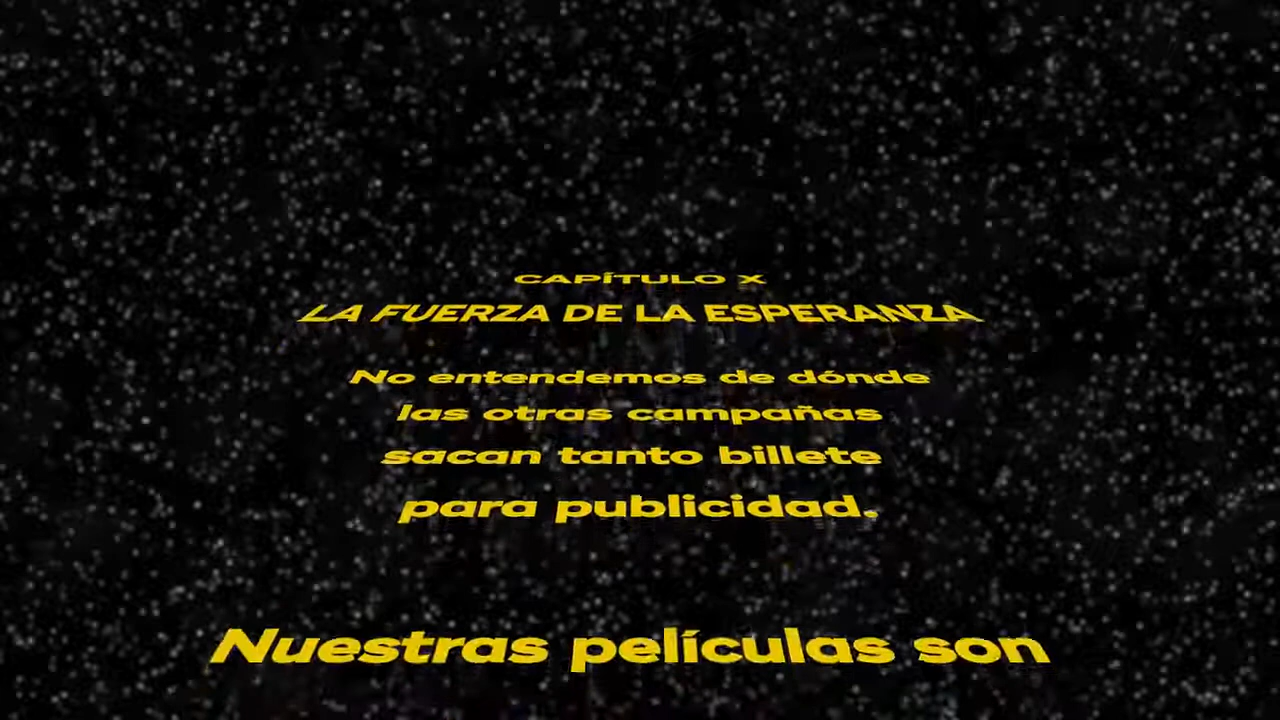 CAPÍTULO X
LA FUERZA DE LA ESPERANZA
No entendemos de dónde
las otras campañas
sacan tanto billete
para publicidad.
Nuestras películas son